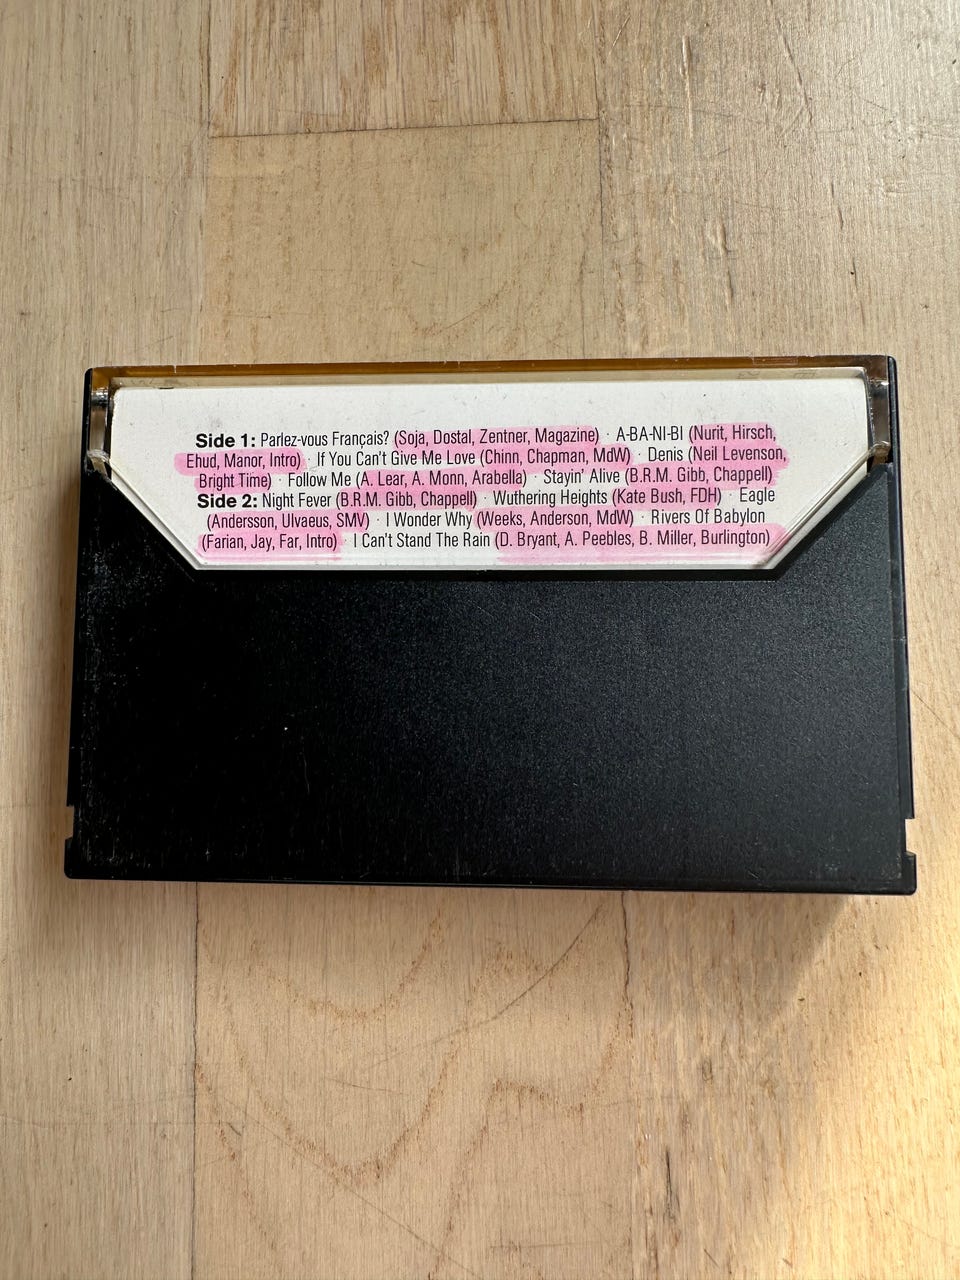 Side 1: Parlez-vous Français? (Soja, Dostal, Zentner, Magazine) · A-BA-NI-BI (Nurit, Hirsch,
Ehud, Manor, Intro) · If You Can't Give Me Love (Chinn, Chapman, MdW) · Denis (Neil Levenson,
Bright Time) · Follow Me (A. Lear, A. Monn, Arabella) · Stayin' Alive (B.R.M. Gibb, Chappell)
Side 2: Night Fever (B.R.M. Gibb, Chappell) · Wuthering Heights (Kate Bush, FDH) · Eagle
(Andersson, Ulvaeus, SMV) · I Wonder Why (Weeks, Anderson, MdW) · Rivers Of Babylon
(Farian, Jay, Far, Intro) · I Can't Stand The Rain (D. Bryant, A. Peebles, B. Miller, Burlington)